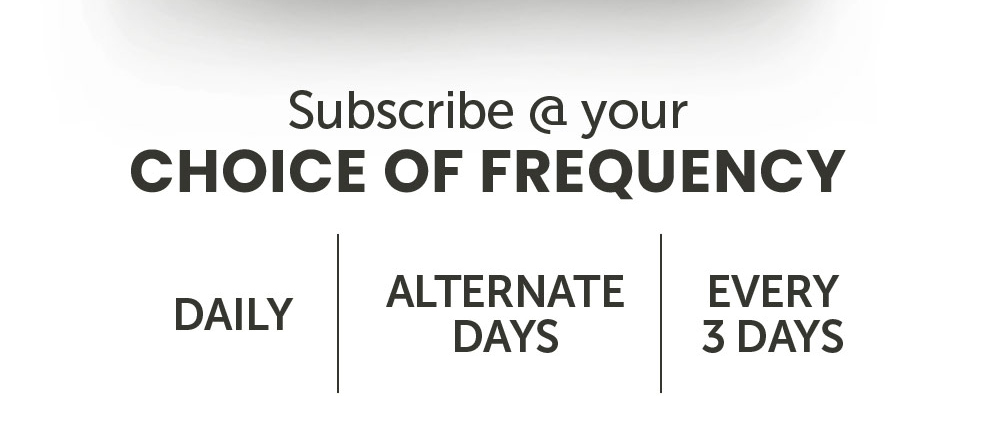 Subscribe @ your
CHOICE OF FREQUENCY
DAILY
ALTERNATE
DAYS
EVERY
3 DAYS